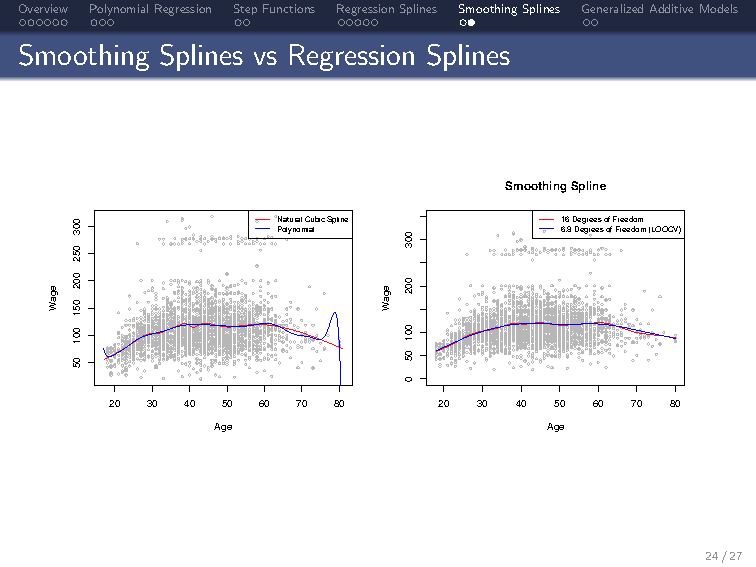 Overview Polynomial Regression Step Functions Regression Splines Smoothing Splines Generalized Additive Models
Smoothing Splines vs Regression Splines
Natural Cubic Spline
Polynomial
Wage
50 100 150 200 250 300
20 30 40 50 60 70 80
Age
Smoothing Spline
16 Degrees of Freedom
6.8 Degrees of Freedom (LOOCV)
Wage
0 50 100 200 300
20 30 40 50 60 70 80
Age
24 / 27